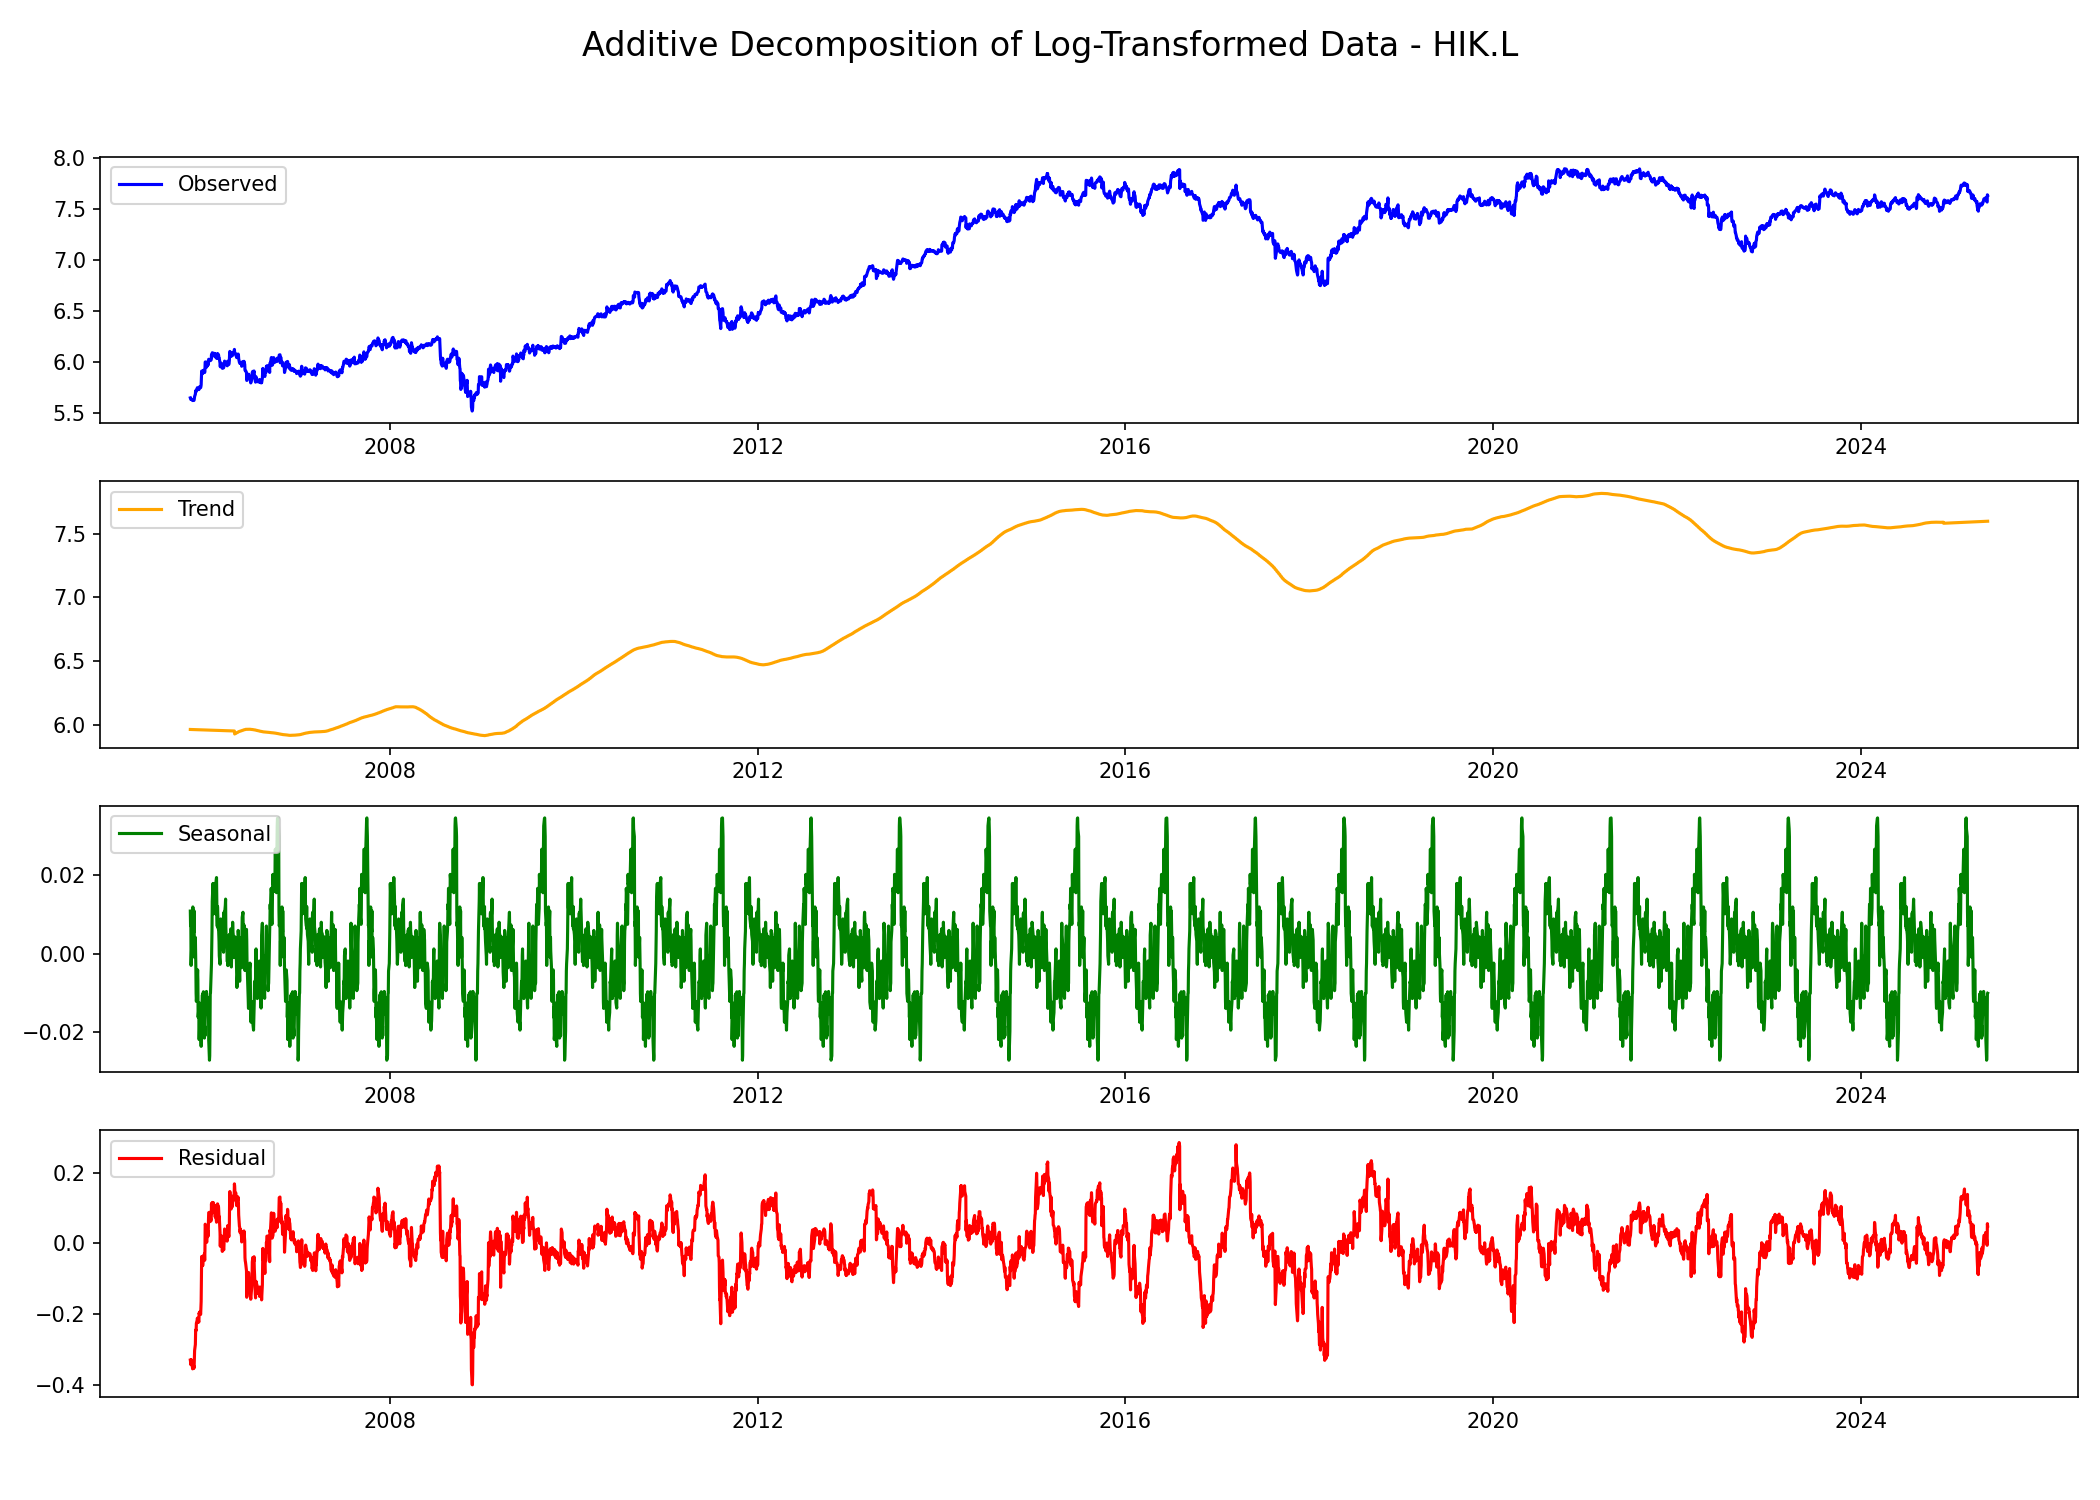 Additive Decomposition of Log-Transformed Data - HIK.L
8.0
Observed
7.5
7.0
6.5
6.0
5.5
2008 2012 2016 2020 2024
Trend
7.5
7.0
6.5
6.0
2008 2012 2016 2020 2024
Seasonal
0.02
0.00
−0.02
2008 2012 2016 2020 2024
Residual
0.2
0.0
−0.2
−0.4
2008 2012 2016 2020 2024